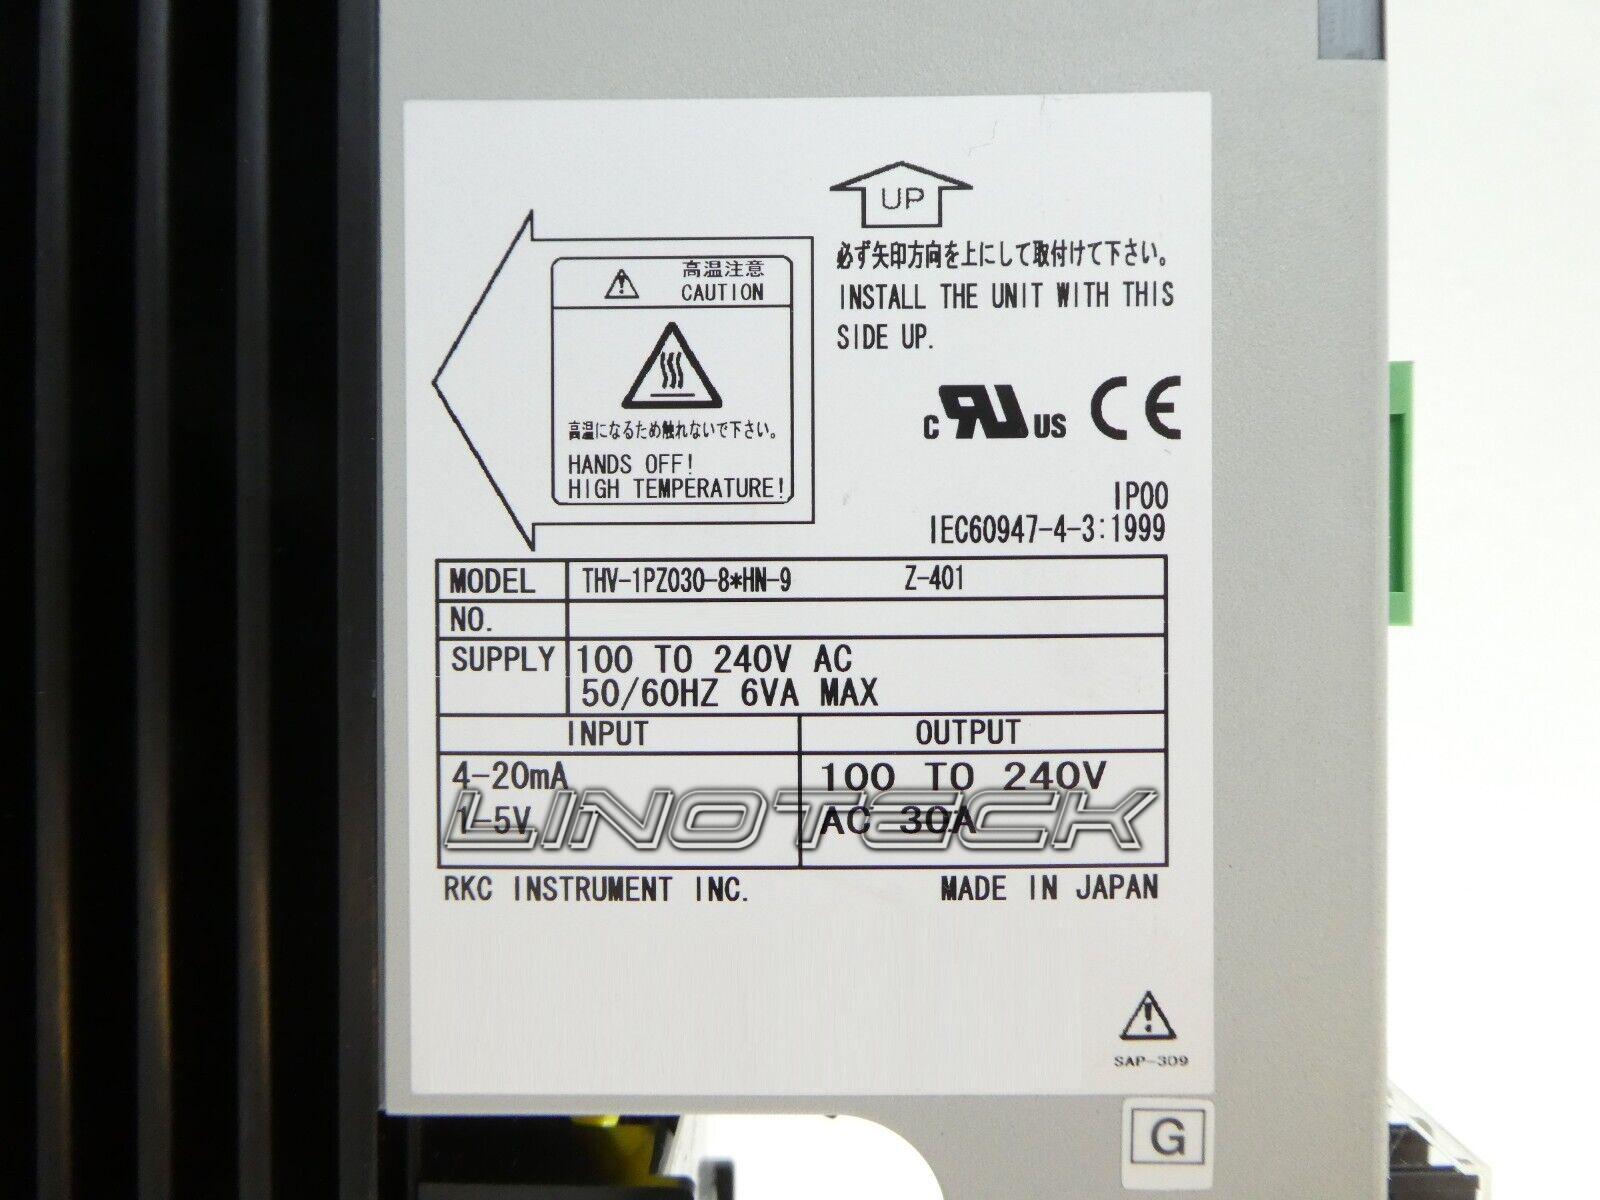 UP
必ず矢印方向を上にして取付けて下さい。
INSTALL THE UNIT WITH THIS
SIDE UP.
高温注意
CAUTION
高温になるため触れないで下さい。
HANDS OFF!
HIGH TEMPERATURE!
c RU US CE
IP00
IEC60947-4-3:1999
MODEL THV-1PZ030-8*HN-9 Z-401
NO.
SUPPLY 100 TO 240V AC
50/60HZ 6VA MAX
INPUT OUTPUT
4-20mA 100 TO 240V
1-5V AC 30A
LINOTECK
RKC INSTRUMENT INC. MADE IN JAPAN
SAP-309
G